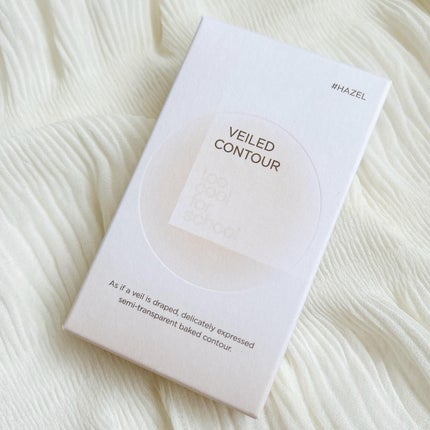 #HAZEL
VEILED
CONTOUR
too
cool
for
school
As if a veil is draped, delicately expressed
semi-transparent baked contour.